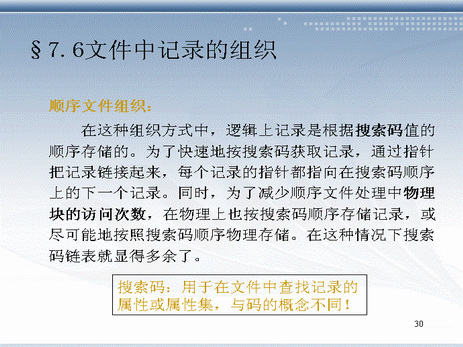 §7.6文件中记录的组织
顺序文件组织：
在这种组织方式中，逻辑上记录是根据搜索码值的
顺序存储的。为了快速地按搜索码获取记录，通过指针
把记录链接起来，每个记录的指针都指向在搜索码顺序
上的下一个记录。同时，为了减少顺序文件处理中物理
块的访问次数，在物理上也按搜索码顺序存储记录，或
尽可能地按照搜索码顺序物理存储。在这种情况下搜索
码链表就显得多余了。
搜索码：用于在文件中查找记录的
属性或属性集，与码的概念不同！
30